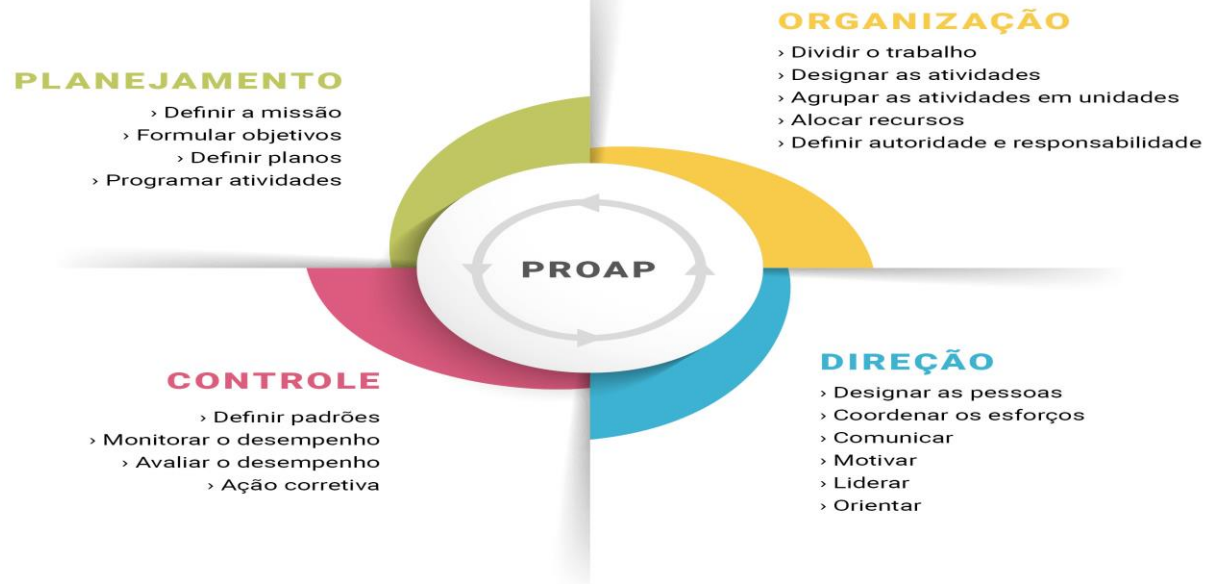 PLANEJAMENTO
› Definir a missão
› Formular objetivos
› Definir planos
› Programar atividades
ORGANIZAÇÃO
› Dividir o trabalho
› Designar as atividades
› Agrupar as atividades em unidades
› Alocar recursos
› Definir autoridade e responsabilidade
PROAP
CONTROLE
› Definir padrões
› Monitorar o desempenho
› Avaliar o desempenho
› Ação corretiva
DIREÇÃO
› Designar as pessoas
› Coordenar os esforços
› Comunicar
› Motivar
› Liderar
› Orientar